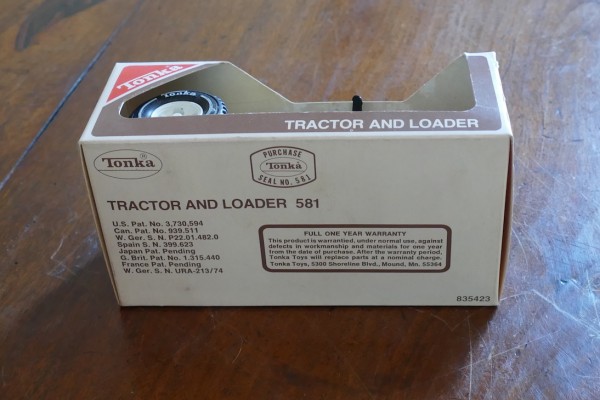 Tonka
Tonka
TRACTOR AND LOADER
Tonka®
PURCHASE
Tonka
SEAL NO. 581
TRACTOR AND LOADER 581
U.S. Pat. No. 3,730,594
Can. Pat. No. 939,511
W. Ger. S. N. P22.01.482.0
Spain S. N. 399.623
Japan Pat. Pending
G. Brit. Pat. No. 1.315.440
France Pat. Pending
W. Ger. S. N. URA-213/74
FULL ONE YEAR WARRANTY
This product is warrantied, under normal use, against
defects in workmanship and materials for one year
from the date of purchase. After the warranty period,
Tonka Toys will replace parts at a nominal charge.
Tonka Toys, 5300 Shoreline Blvd., Mound, Mn. 55364
835423